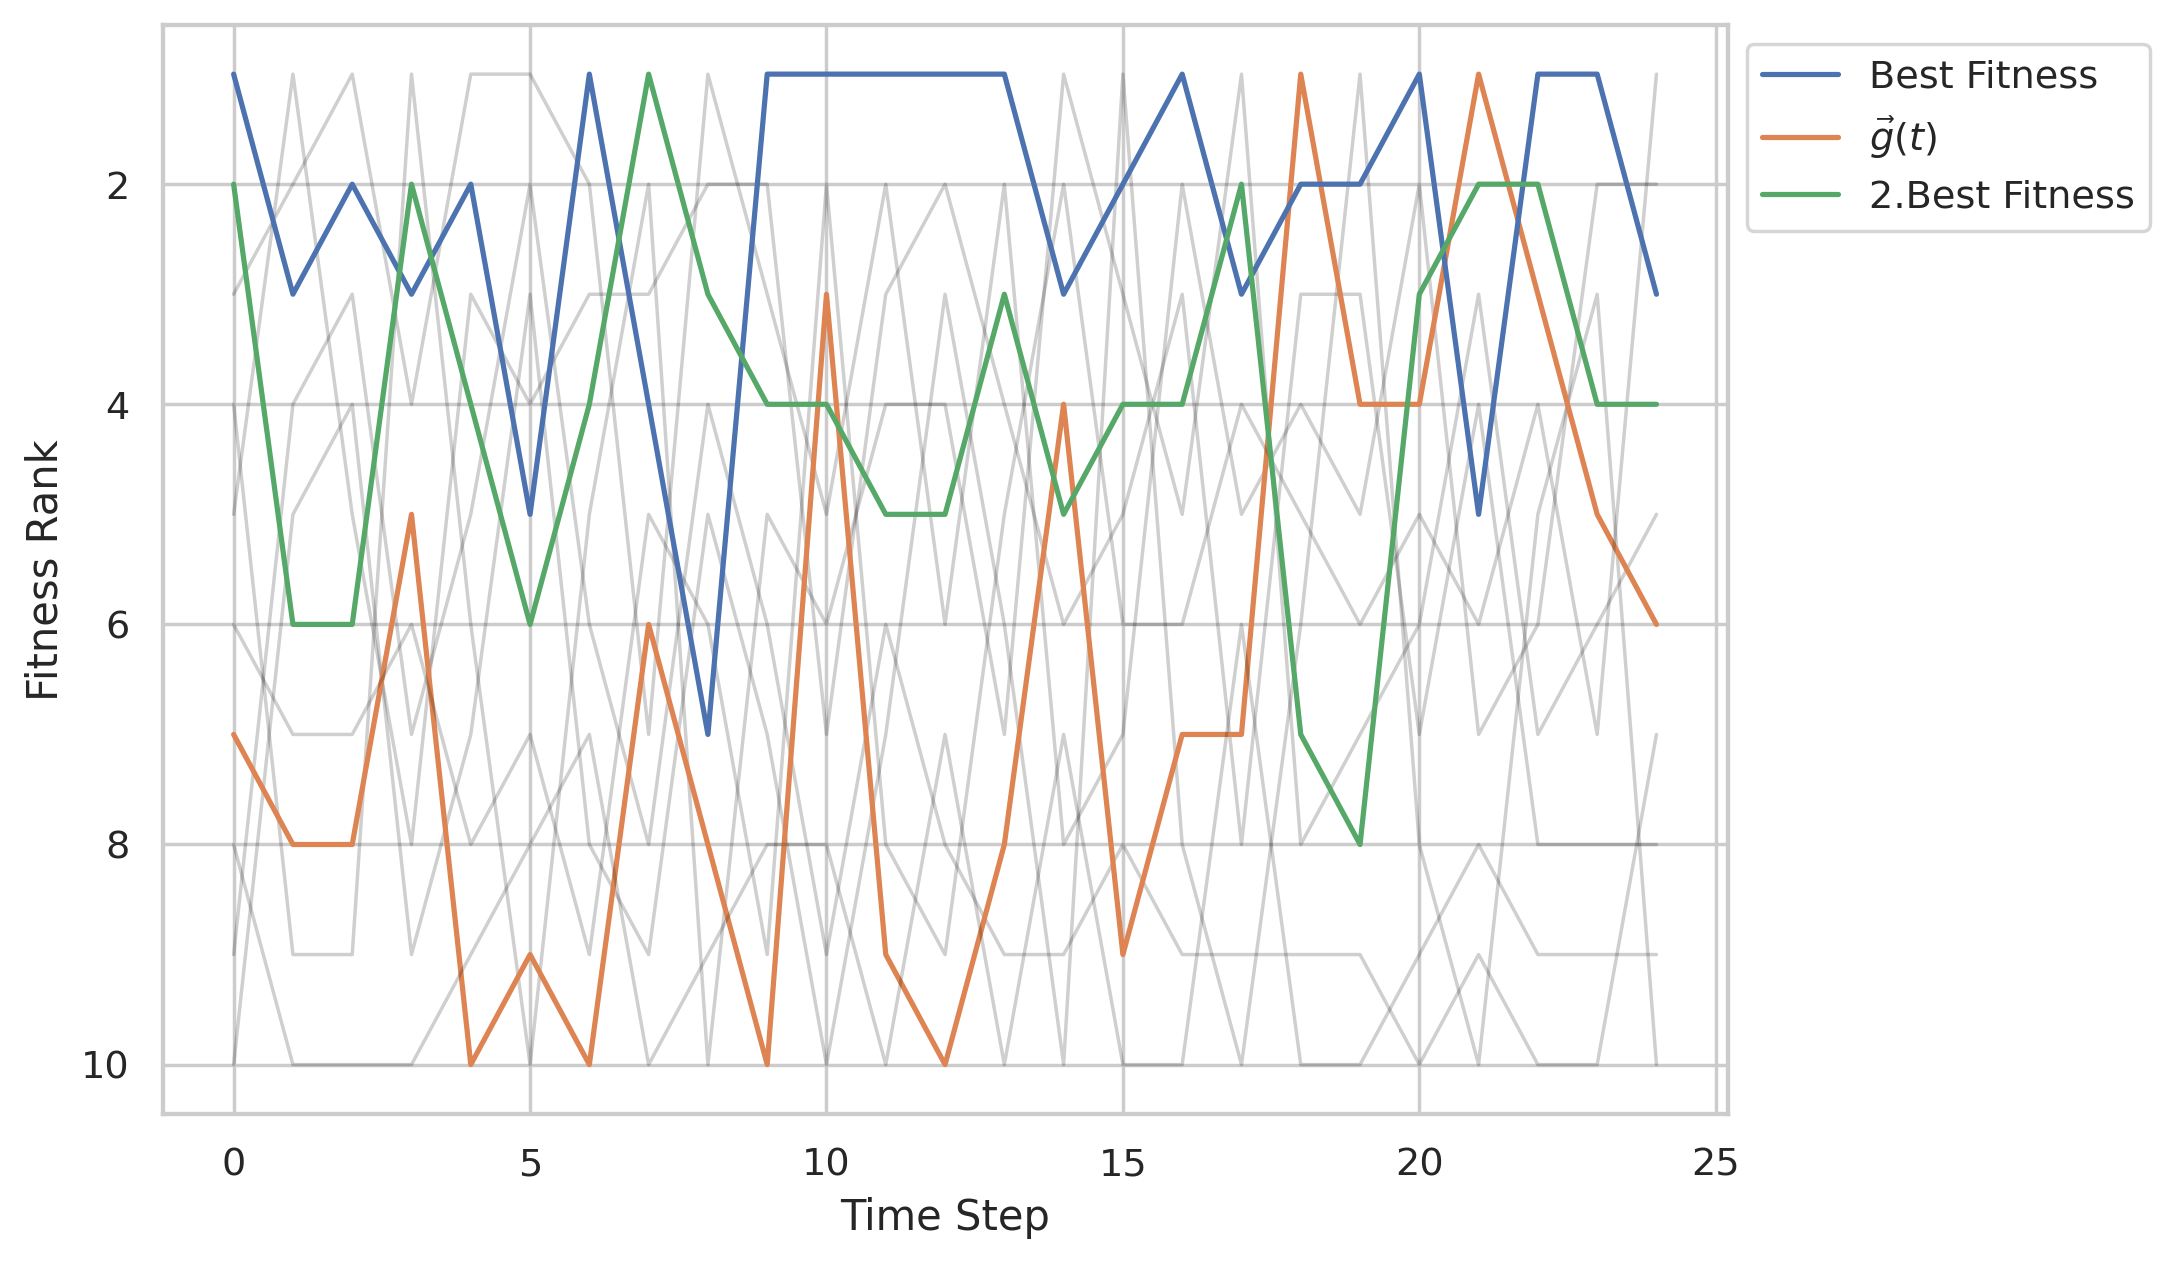 Best Fitness
g⃗(t)
2.Best Fitness
2
4
6
8
10
Fitness Rank
0 5 10 15 20 25
Time Step